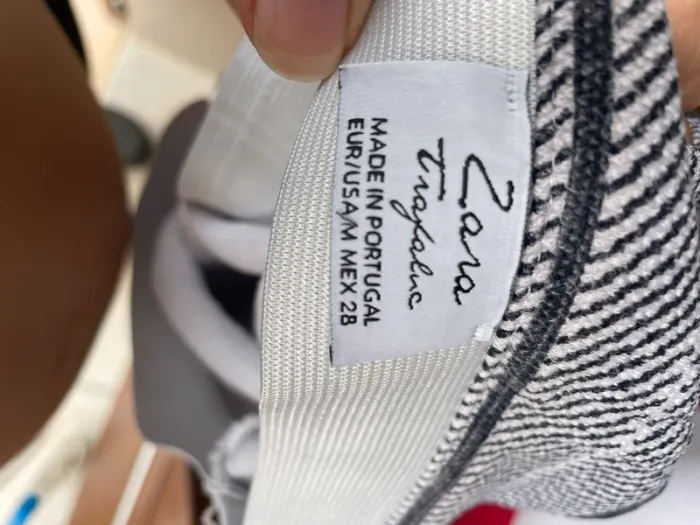 Zara
Trafaluc
MADE IN PORTUGAL
EUR/USA/M MEX 28